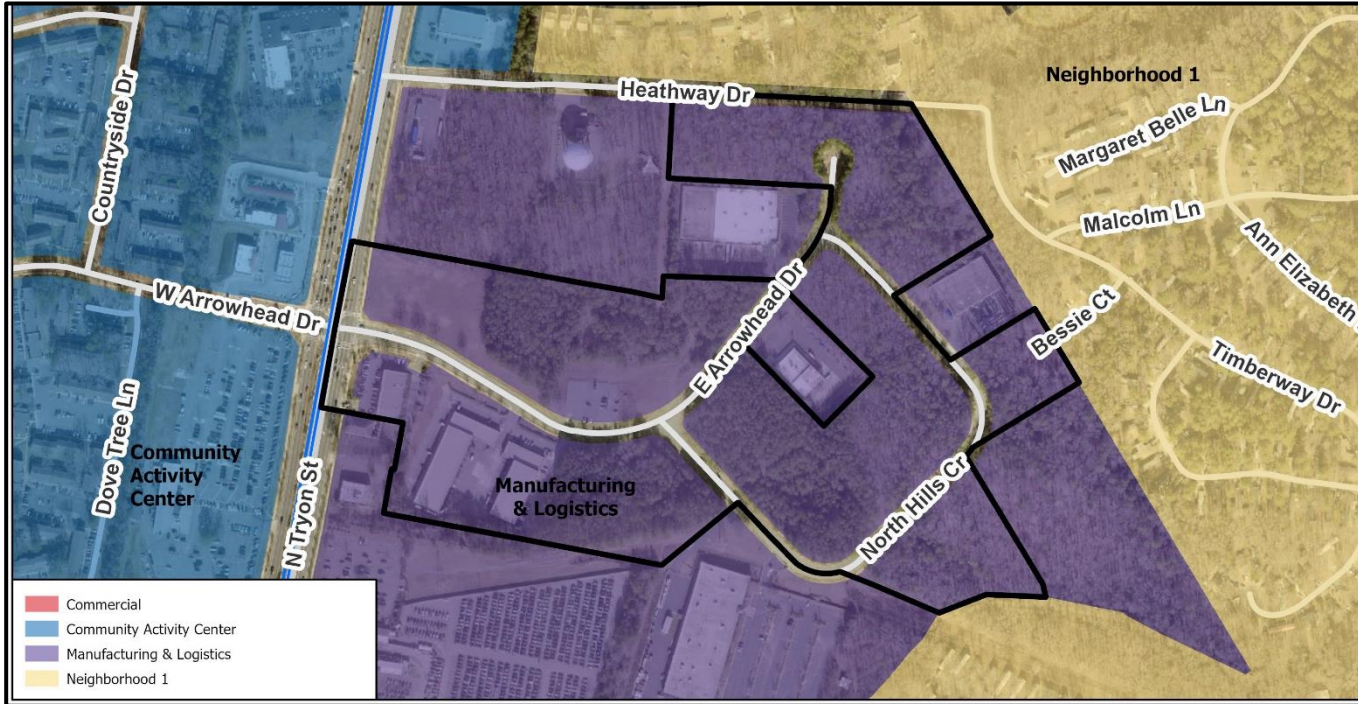 Countryside Dr
Heathway Dr
Neighborhood 1
Margaret Belle Ln
Malcolm Ln
Ann Elizabeth
W Arrowhead Dr
E Arrowhead Dr
Bessie Ct
Timberway Dr
Dove Tree Ln
Community
Activity
Center
N Tryon St
Manufacturing
& Logistics
North Hills Cr
Commercial
Community Activity Center
Manufacturing & Logistics
Neighborhood 1